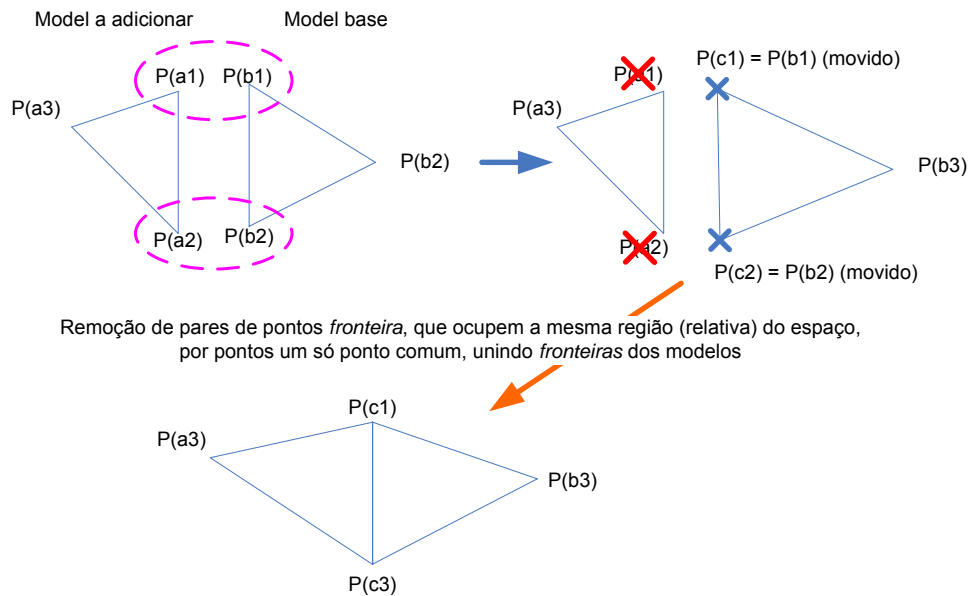 Model a adicionar
Model base
P(a1)
P(b1)
P(a3)
P(b2)
P(a2)
P(b2)
P(c1) = P(b1) (movido)
P(a1)
P(a3)
P(b3)
P(a2)
P(c2) = P(b2) (movido)
Remoção de pares de pontos fronteira, que ocupem a mesma região (relativa) do espaço,
por pontos um só ponto comum, unindo fronteiras dos modelos
P(c1)
P(a3)
P(b3)
P(c3)